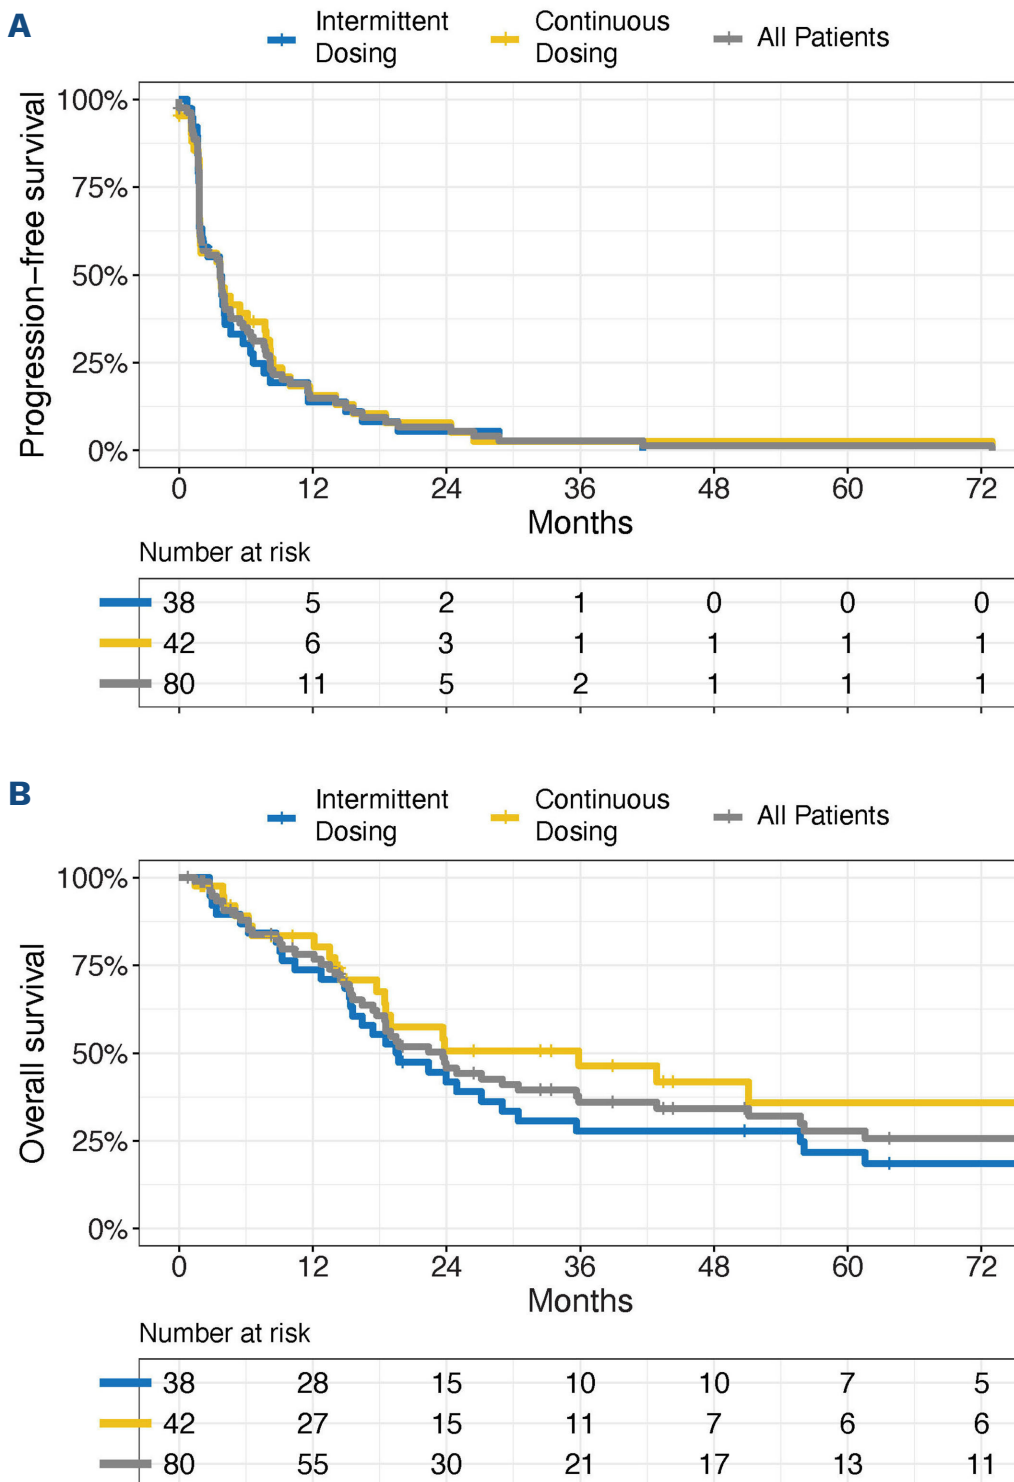 A
Intermittent Dosing
Continuous Dosing
All Patients
Progression-free survival
100%
75%
50%
25%
0%
0 12 24 36 48 60 72
Months
Number at risk
38 5 2 1 0 0 0
42 6 3 1 1 1 1
80 11 5 2 1 1 1
B
Intermittent Dosing
Continuous Dosing
All Patients
Overall survival
100%
75%
50%
25%
0%
0 12 24 36 48 60 72
Months
Number at risk
38 28 15 10 10 7 5
42 27 15 11 7 6 6
80 55 30 21 17 13 11